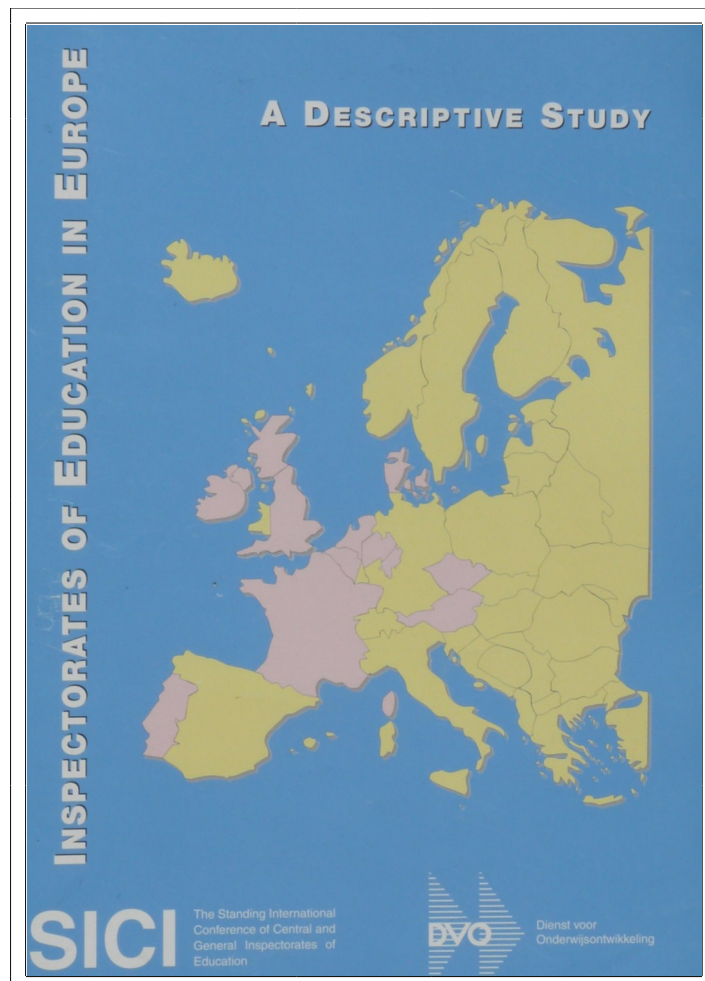 INSPECTORATES OF EDUCATION IN EUROPE
A DESCRIPTIVE STUDY
SICI
The Standing International
Conference of Central and
General Inspectorates of
Education
DVO
Dienst voor
Onderwijsontwikkeling